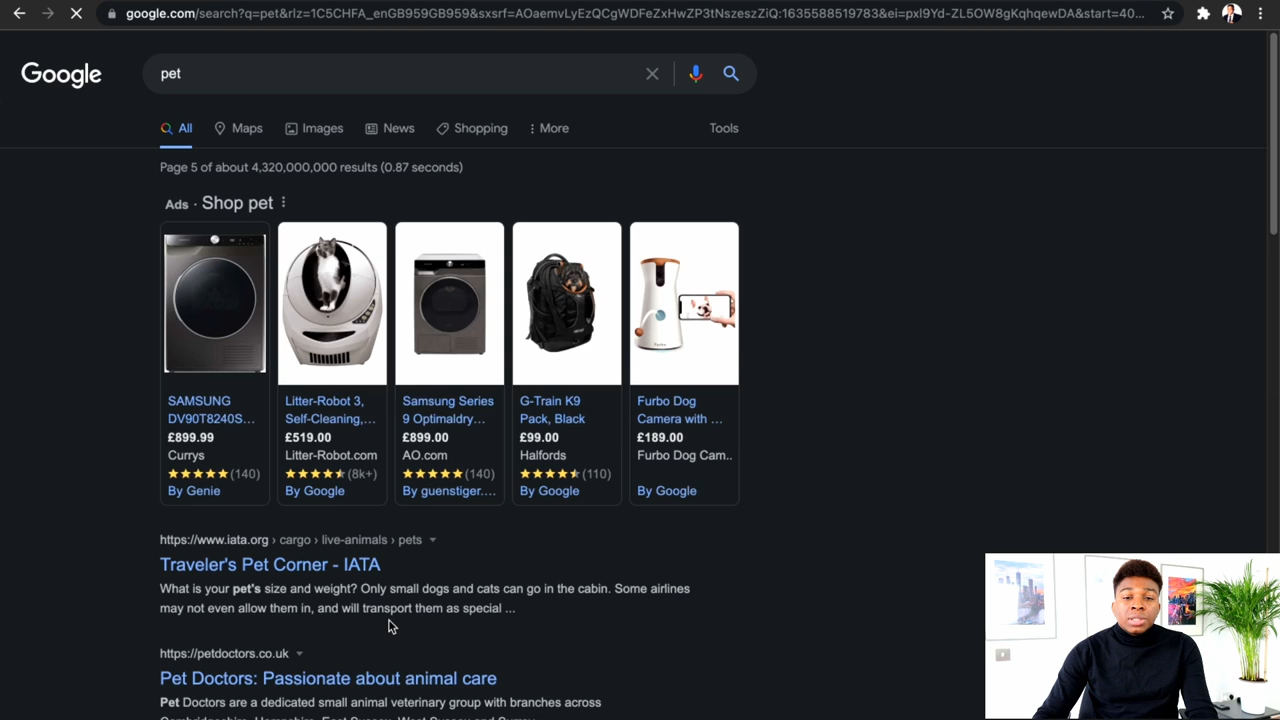 google.com/search?q=pet&rlz=1C5CHFA_enGB959GB959&sxsrf=AOaemvLyEzQCgWDFeZxHwZP3tNszeszZiQ:1635588519783&ei=pxl9Yd-ZL5OW8gKqhqewDA&start=40...
Google
pet
All Maps Images News Shopping More Tools
Page 5 of about 4,320,000,000 results (0.87 seconds)
Ads · Shop pet
SAMSUNG
DV90T8240S...
£899.99
Currys
(140)
By Genie
Litter-Robot 3,
Self-Cleaning,...
£519.00
Litter-Robot.com
(8k+)
By Google
Samsung Series
9 Optimaldry...
£899.00
AO.com
(140)
By guenstiger....
G-Train K9
Pack, Black
£99.00
Halfords
(110)
By Google
Furbo Dog
Camera with ...
£189.00
Furbo Dog Cam..
By Google
https://www.iata.org › cargo › live-animals › pets
Traveler's Pet Corner - IATA
What is your pet's size and weight? Only small dogs and cats can go in the cabin. Some airlines
may not even allow them in, and will transport them as special ...
https://petdoctors.co.uk
Pet Doctors: Passionate about animal care
Pet Doctors are a dedicated small animal veterinary group with branches across